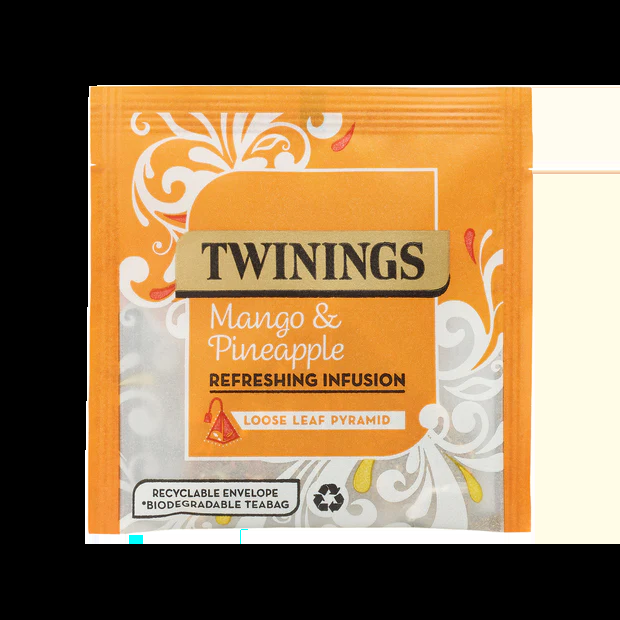 TWININGS
Mango &
Pineapple
REFRESHING INFUSION
LOOSE LEAF PYRAMID
RECYCLABLE ENVELOPE
*BIODEGRADABLE TEABAG